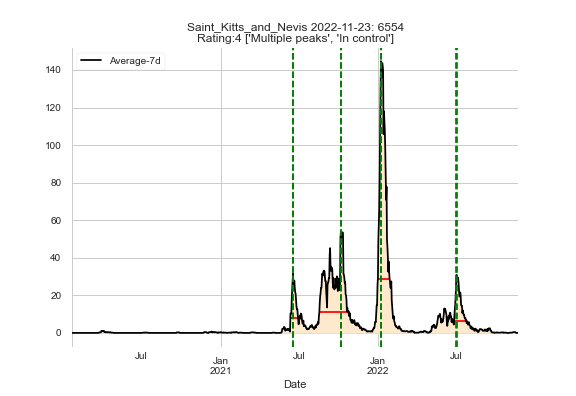 Saint_Kitts_and_Nevis 2022-11-23: 6554
Rating:4 ['Multiple peaks', 'In control']
Average-7d
140
120
100
80
60
40
20
0
Jul
Jan
2021
Jul
Jan
2022
Jul
Date